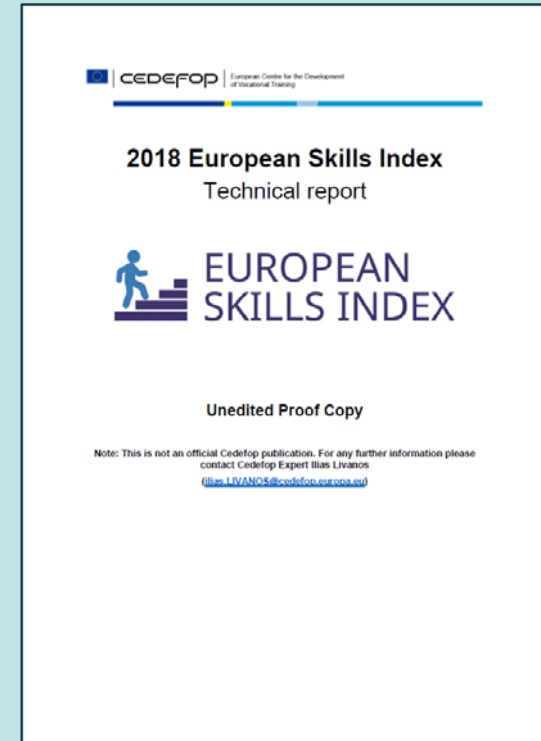 CEDEFOP
European Centre for the Development
of Vocational Training
2018 European Skills Index
Technical report
EUROPEAN
SKILLS INDEX
Unedited Proof Copy
Note: This is not an official Cedefop publication. For any further information please
contact Cedefop Expert Ilias Livanos
(ilias.LIVANOS@cedefop.europa.eu)